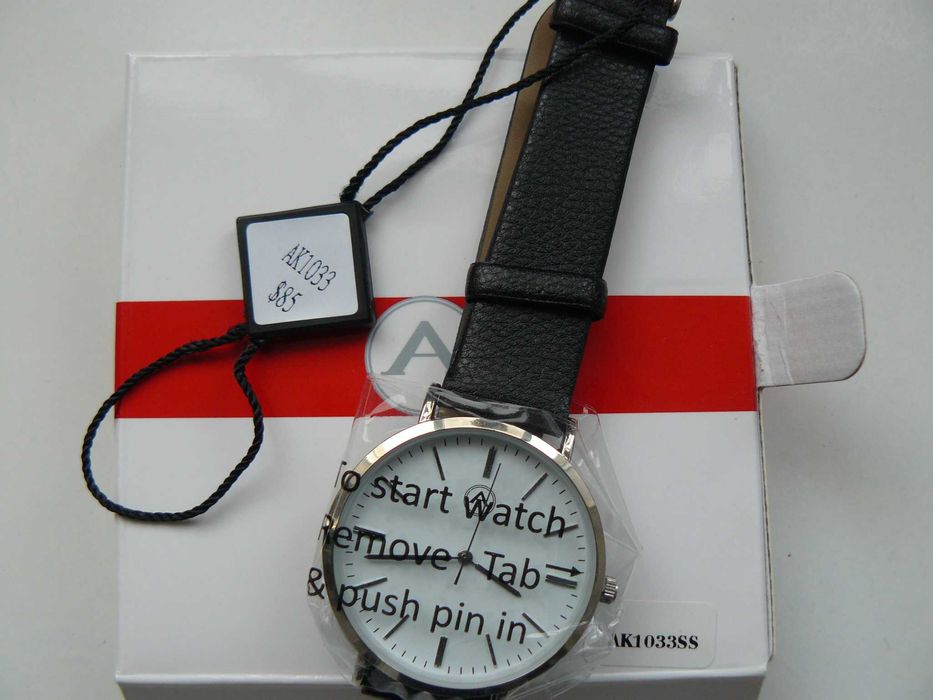 AK1033
$85
A
A
To start Watch
Remove Tab →
& push pin in
AK1033SS